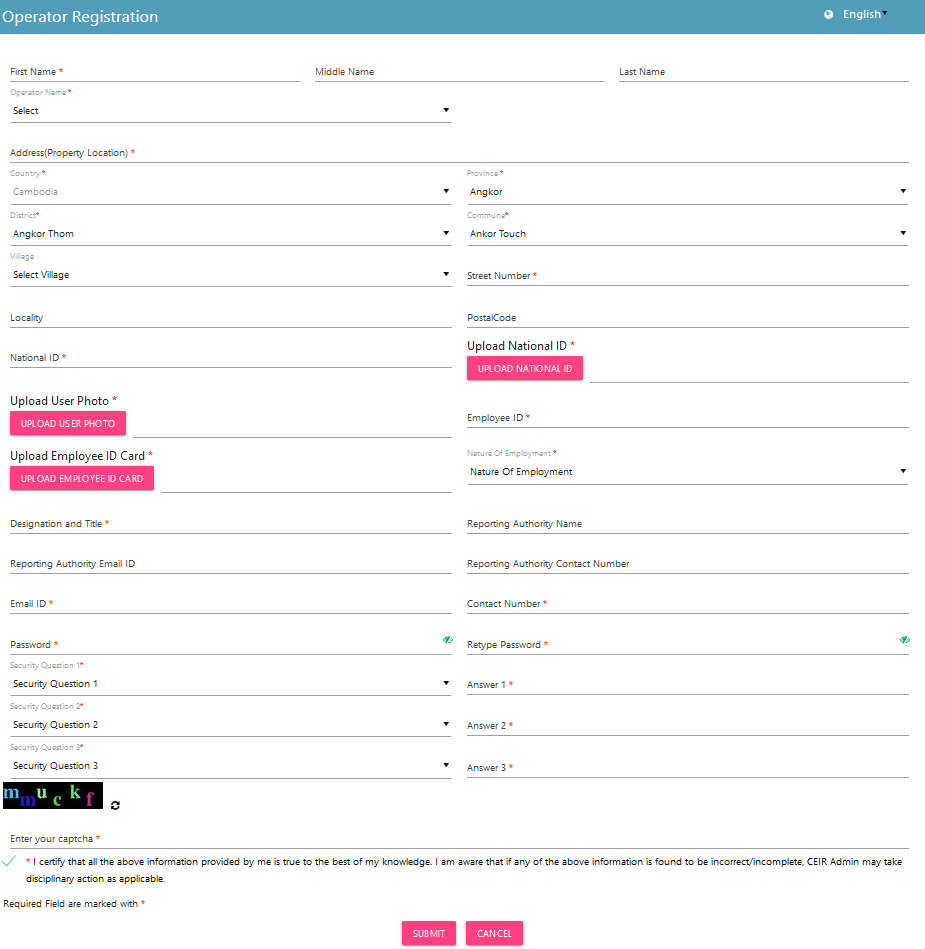 Operator Registration
English
First Name *
Middle Name
Last Name
Operator Name *
Select
Address(Property Location) *
Country *
Province *
Cambodia
Angkor
District*
Commune*
Angkor Thom
Ankor Touch
Village
Select Village
Street Number *
Locality
PostalCode
Upload National ID *
National ID *
UPLOAD NATIONAL ID
Upload User Photo *
UPLOAD USER PHOTO
Employee ID *
Upload Employee ID Card *
Nature Of Employment *
UPLOAD EMPLOYEE ID CARD
Nature Of Employment
Designation and Title *
Reporting Authority Name
Reporting Authority Email ID
Reporting Authority Contact Number
Email ID *
Contact Number *
Password *
Retype Password *
Security Question 1*
Security Question 1
Answer 1 *
Security Question 2*
Security Question 2
Answer 2 *
Security Question 3*
Security Question 3
Answer 3 *
mmuckf
Enter your captcha *
* I certify that all the above information provided by me is true to the best of my knowledge. I am aware that if any of the above information is found to be incorrect/incomplete, CEIR Admin may take
disciplinary action as applicable.
Required Field are marked with *
SUBMIT
CANCEL